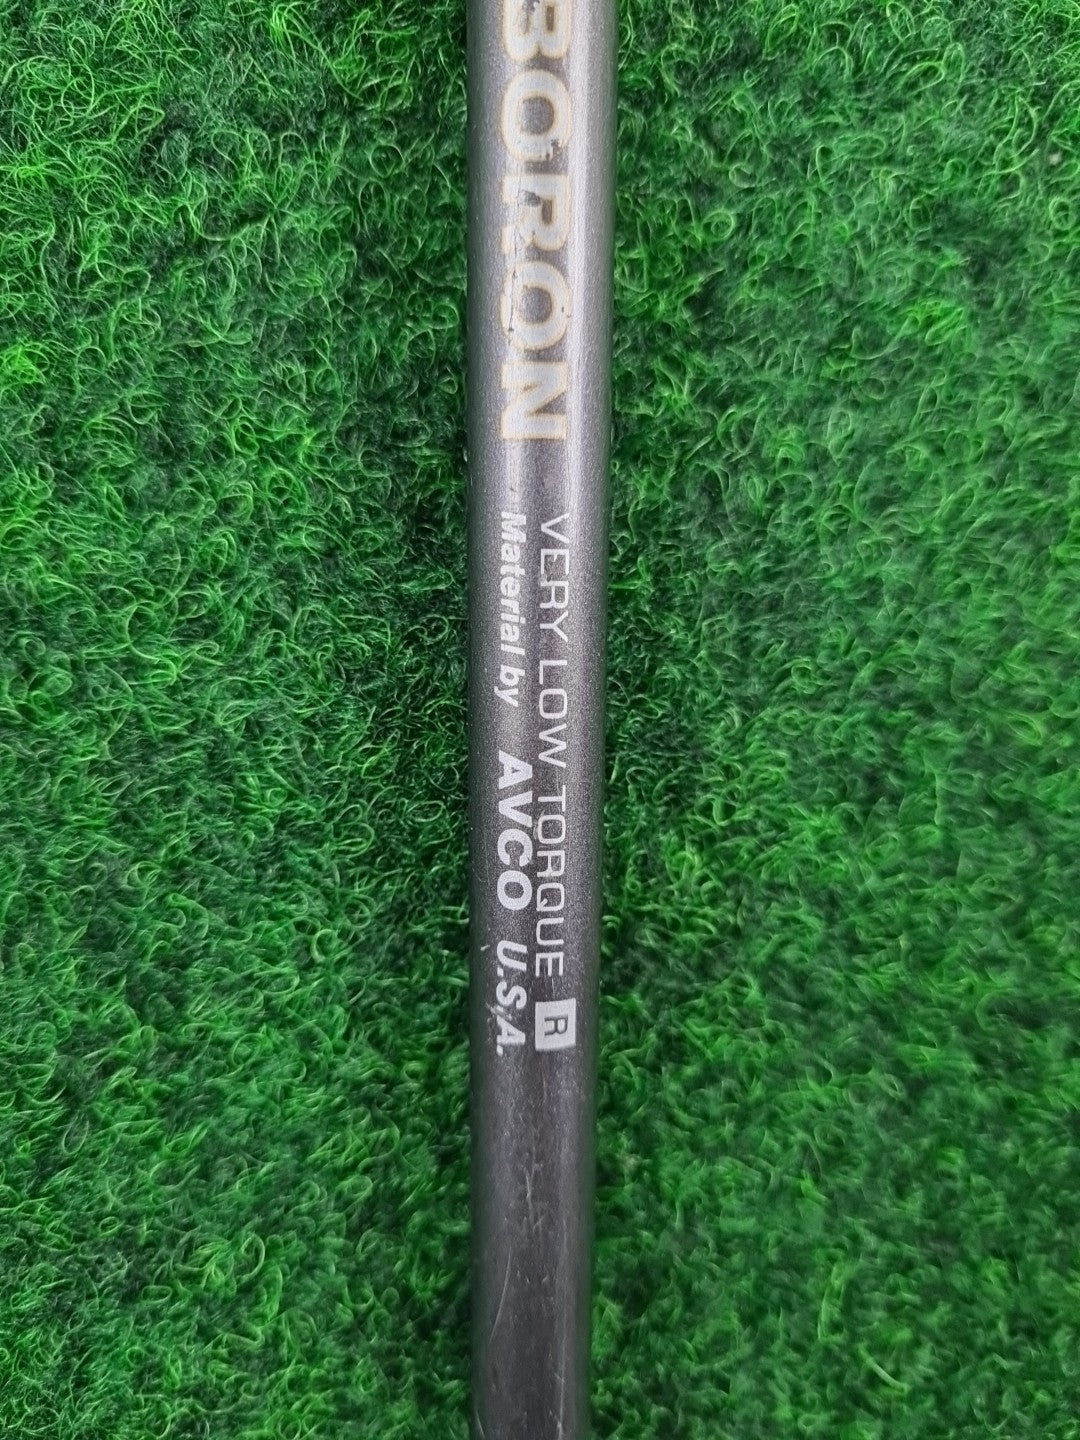 BORON
VERY LOW TORQUE R
Material by AVCO U.S.A.